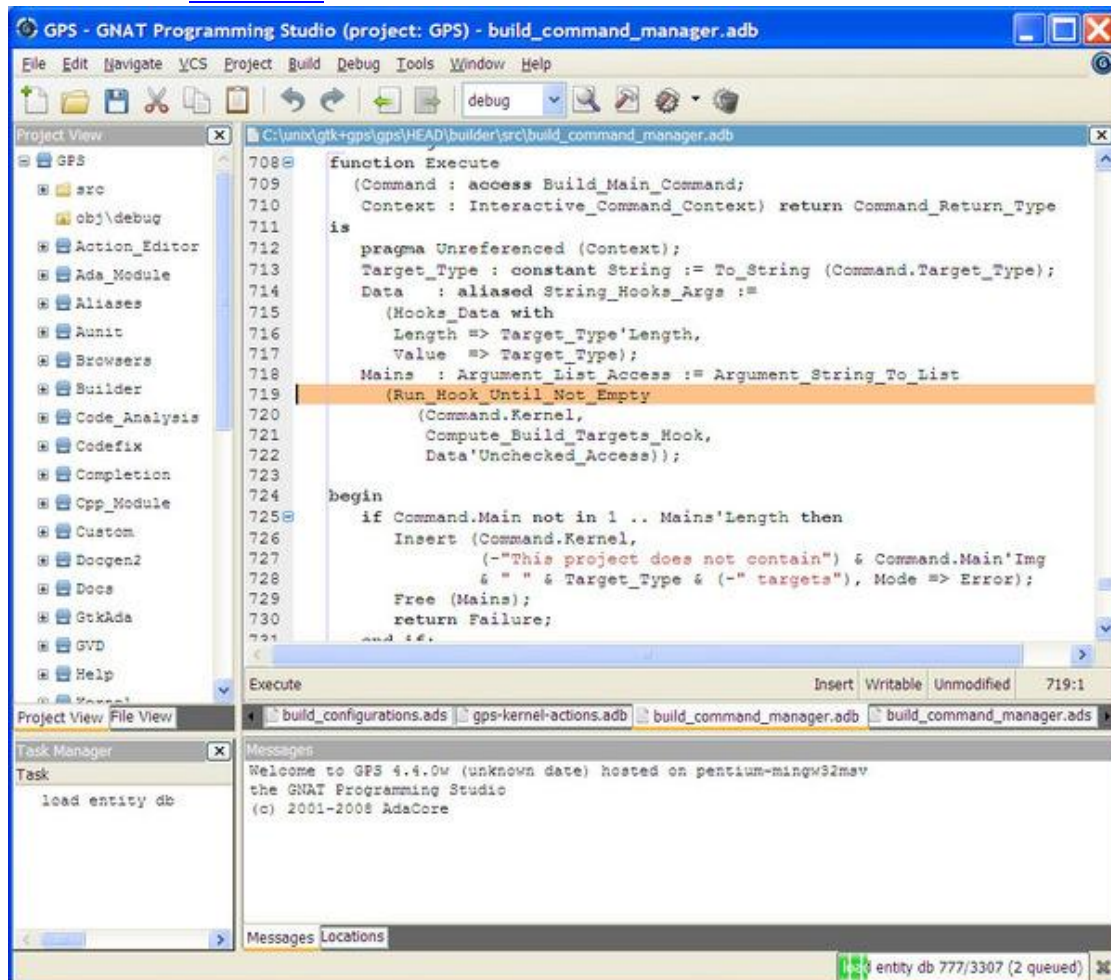 GPS - GNAT Programming Studio (project: GPS) - build_command_manager.adb
File Edit Navigate VCS Project Build Debug Tools Window Help
debug
Project View
GPS
src
obj\debug
Action_Editor
Ada_Module
Aliases
Aunit
Browsers
Builder
Code_Analysis
Codefix
Completion
Cpp_Module
Custom
Docgen2
Docs
GtkAda
GVD
Help
Kernel
Project View File View
C:\unix\gtk+gps\gps\HEAD\builder\src\build_command_manager.adb
708 function Execute
709 (Command : access Build_Main_Command;
710 Context : Interactive_Command_Context) return Command_Return_Type
711 is
712 pragma Unreferenced (Context);
713 Target_Type : constant String := To_String (Command.Target_Type);
714 Data : aliased String_Hooks_Args :=
715 (Hooks_Data with
716 Length => Target_Type'Length,
717 Value => Target_Type);
718 Mains : Argument_List_Access := Argument_String_To_List
719 (Run_Hook_Until_Not_Empty
720 (Command.Kernel,
721 Compute_Build_Targets_Hook,
722 Data'Unchecked_Access));
723
724 begin
725 if Command.Main not in 1 .. Mains'Length then
726 Insert (Command.Kernel,
727 (-"This project does not contain") & Command.Main'Img
728 & " " & Target_Type & (-" targets"), Mode => Error);
729 Free (Mains);
730 return Failure;
731 end if;
Execute Insert Writable Unmodified 719:1
build_configurations.ads gps-kernel-actions.adb build_command_manager.adb build_command_manager.ads
Task Manager
Task
load entity db
Messages
Welcome to GPS 4.4.0w (unknown date) hosted on pentium-mingw32msv
the GNAT Programming Studio
(c) 2001-2008 AdaCore
Messages Locations
load entity db 777/3307 (2 queued)